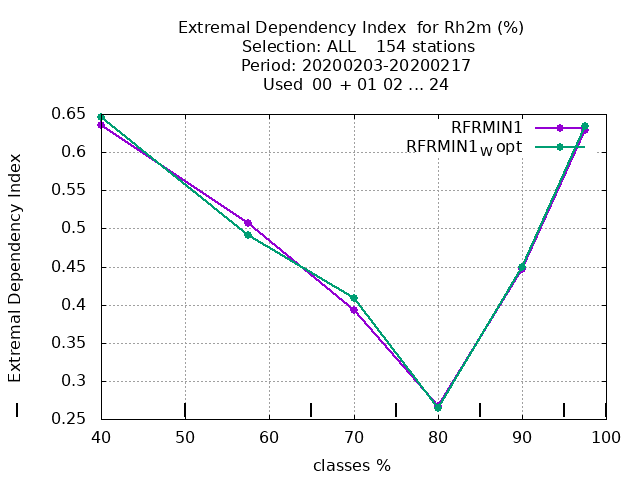 Extremal Dependency Index  for Rh2m (%)
Selection: ALL    154 stations
Period: 20200203-20200217
Used  00 + 01 02 ... 24
RFRMIN1
RFRMIN1W opt
Extremal Dependency Index
0.65
0.6
0.55
0.5
0.45
0.4
0.35
0.3
0.25
40 50 60 70 80 90 100
classes %